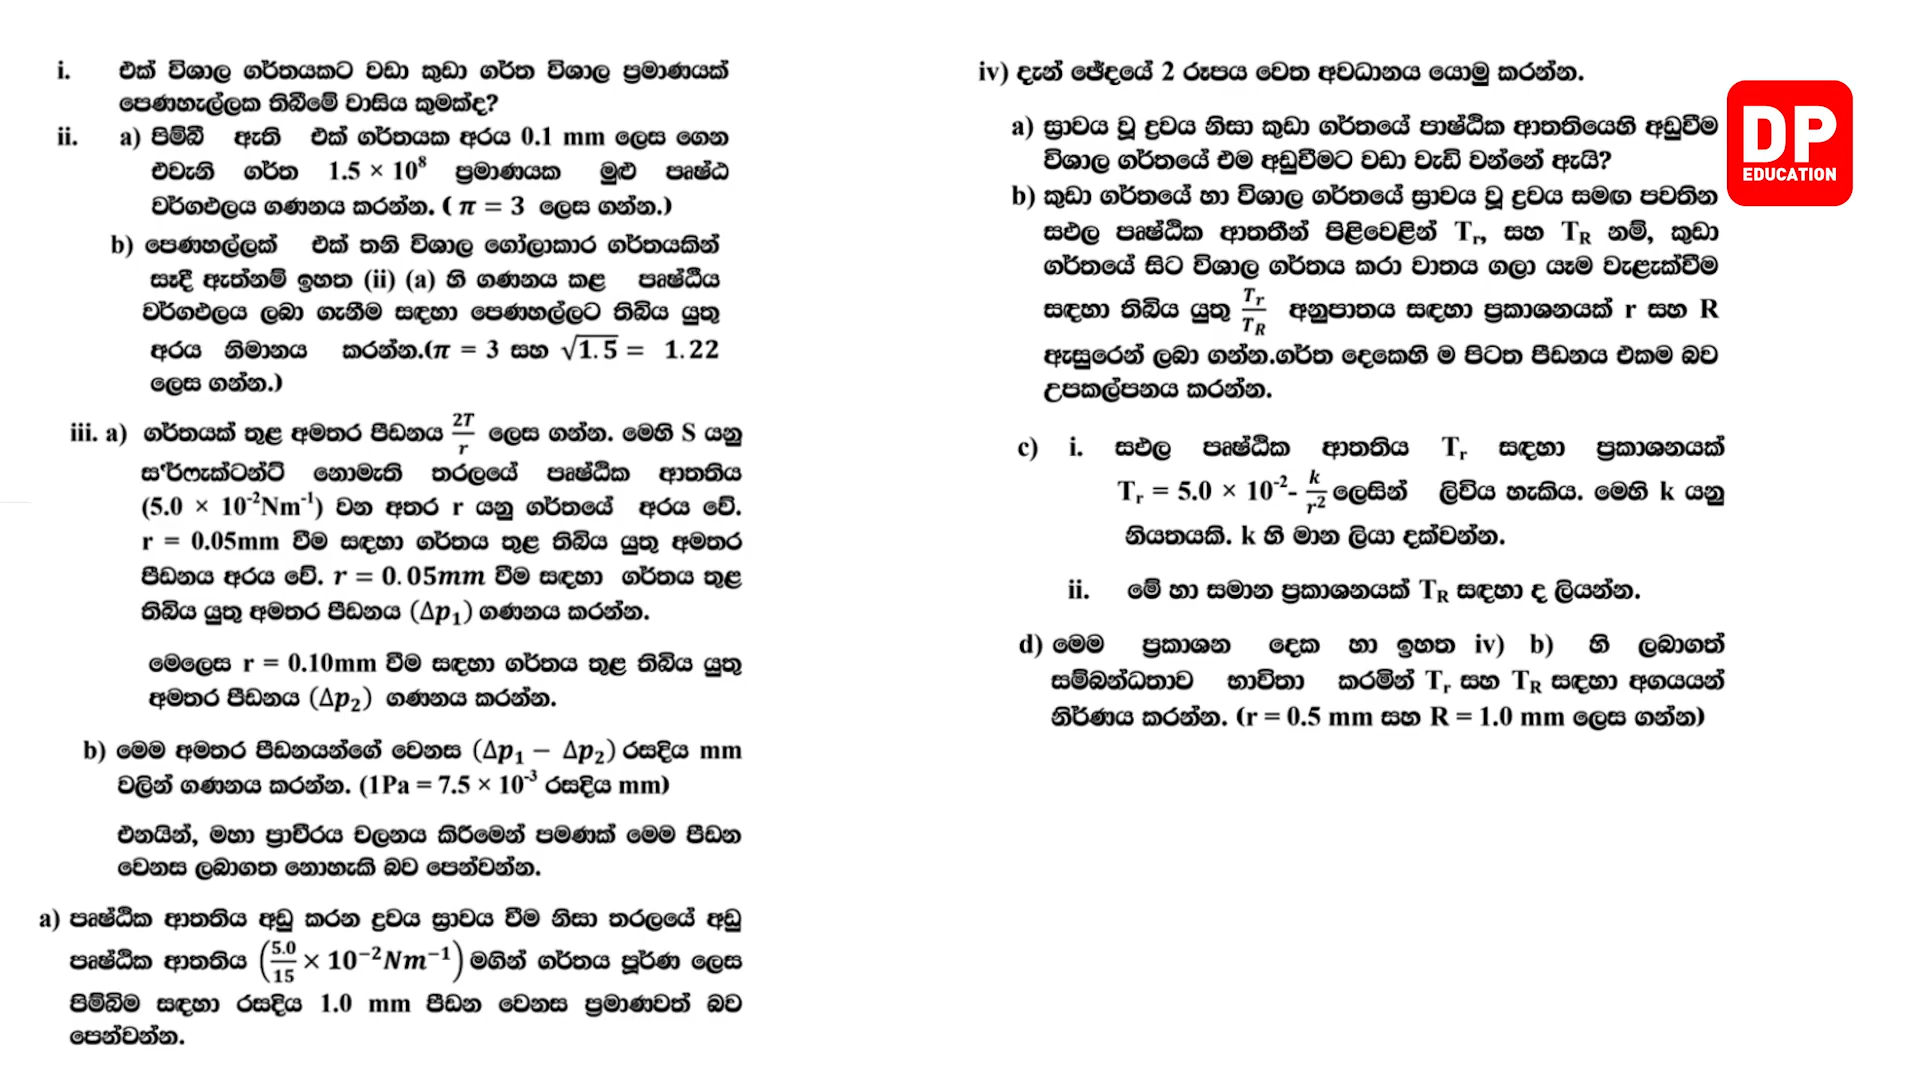 i. එක් විශාල ගර්තයකට වඩා කුඩා ගර්ත විශාල ප්‍රමාණයක්
පෙණහැල්ලක තිබීමේ වාසිය කුමක්ද?
ii. a) පිම්බී ඇති එක් ගර්තයක අරය 0.1 mm ලෙස ගෙන
එවැනි ගර්ත 1.5 × 10⁸ ප්‍රමාණයක මුළු පෘෂ්ඨ
වර්ගඵලය ගණනය කරන්න. ( π = 3 ලෙස ගන්න.)
b) පෙණහල්ලක් එක් තනි විශාල ගෝලාකාර ගර්තයකින්
සෑදී ඇත්නම් ඉහත (ii) (a) හි ගණනය කළ පෘෂ්ඨීය
වර්ගඵලය ලබා ගැනීම සඳහා පෙණහල්ලට තිබිය යුතු
අරය නිමානය කරන්න.(π = 3 සහ √1.5 = 1.22
ලෙස ගන්න.)
iii. a) ගර්තයක් තුළ අමතර පීඩනය 2T/r ලෙස ගන්න. මෙහි S යනු
සර්ෆැක්ටන්ට් නොමැති තරලයේ පෘෂ්ඨික ආතතිය
(5.0 × 10⁻²Nm⁻¹) වන අතර r යනු ගර්තයේ අරය වේ.
r = 0.05mm වීම සඳහා ගර්තය තුළ තිබිය යුතු අමතර
පීඩනය අරය වේ. r = 0.05mm වීම සඳහා ගර්තය තුළ
තිබිය යුතු අමතර පීඩනය (Δp₁) ගණනය කරන්න.
මෙලෙස r = 0.10mm වීම සඳහා ගර්තය තුළ තිබිය යුතු
අමතර පීඩනය (Δp₂) ගණනය කරන්න.
b) මෙම අමතර පීඩනයන්ගේ වෙනස (Δp₁ − Δp₂) රසදිය mm
වලින් ගණනය කරන්න. (1Pa = 7.5 × 10⁻³ රසදිය mm)
එනයින්, මහා ප්‍රාචීරය චලනය කිරීමෙන් පමණක් මෙම පීඩන
වෙනස ලබාගත නොහැකි බව පෙන්වන්න.
a) පෘෂ්ඨික ආතතිය අඩු කරන ද්‍රවය ස්‍රාවය වීම නිසා තරලයේ අඩු
පෘෂ්ඨික ආතතිය (5.0/15 × 10⁻²Nm⁻¹) මගින් ගර්තය පූර්ණ ලෙස
පිම්බීම සඳහා රසදිය 1.0 mm පීඩන වෙනස ප්‍රමාණවත් බව
පෙන්වන්න.
iv) දැන් ඡේදයේ 2 රූපය වෙත අවධානය යොමු කරන්න.
a) ස්‍රාවය වූ ද්‍රවය නිසා කුඩා ගර්තයේ පෘෂ්ඨික ආතතියෙහි අඩුවීම
විශාල ගර්තයේ එම අඩුවීමට වඩා වැඩි වන්නේ ඇයි?
b) කුඩා ගර්තයේ හා විශාල ගර්තයේ ස්‍රාවය වූ ද්‍රවය සමඟ පවතින
සඵල පෘෂ්ඨික ආතතීන් පිළිවෙළින් Tᵣ, සහ T_R නම්, කුඩා
ගර්තයේ සිට විශාල ගර්තය කරා වාතය ගලා යෑම වැළැක්වීම
සඳහා තිබිය යුතු Tᵣ/T_R අනුපාතය සඳහා ප්‍රකාශනයක් r සහ R
ඇසුරෙන් ලබා ගන්න.ගර්ත දෙකෙහි ම පිටත පීඩනය එකම බව
උපකල්පනය කරන්න.
c) i. සඵල පෘෂ්ඨික ආතතිය Tᵣ සඳහා ප්‍රකාශනයක්
Tᵣ = 5.0 × 10⁻²- k/r² ලෙසින් ලිවිය හැකිය. මෙහි k යනු
නියතයකි. k හි මාන ලියා දක්වන්න.
ii. මේ හා සමාන ප්‍රකාශනයක් T_R සඳහා ද ලියන්න.
d) මෙම ප්‍රකාශන දෙක හා ඉහත iv) b) හි ලබාගත්
සම්බන්ධතාව භාවිතා කරමින් Tᵣ සහ T_R සඳහා අගයයන්
නිර්ණය කරන්න. (r = 0.5 mm සහ R = 1.0 mm ලෙස ගන්න)
DP
EDUCATION